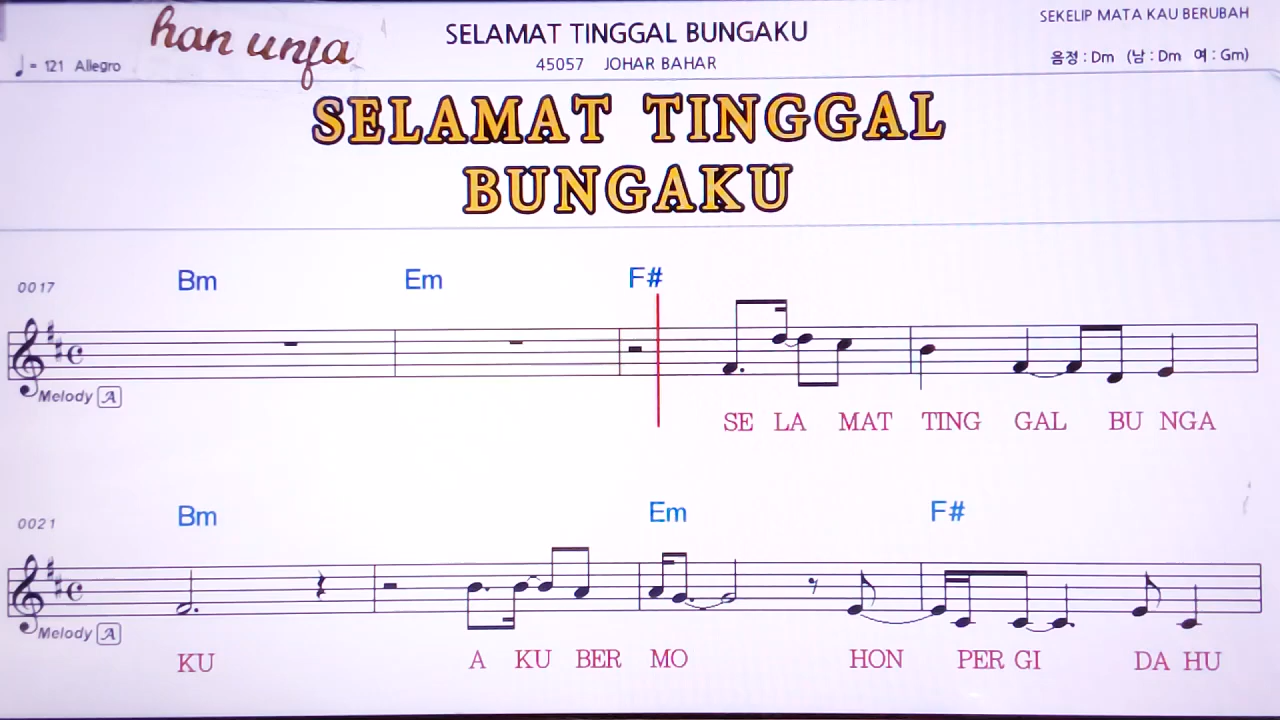 han unfa
SELAMAT TINGGAL BUNGAKU
SEKELIP MATA KAU BERUBAH
♩ = 121 Allegro
45057 JOHAR BAHAR
음정 : Dm (남 : Dm 여 : Gm)
SELAMAT TINGGAL
BUNGAKU
0017 Bm Em F#
Melody A
SE LA MAT TING GAL BU NGA
0021 Bm Em F#
Melody A
KU A KU BER MO HON PER GI DA HU